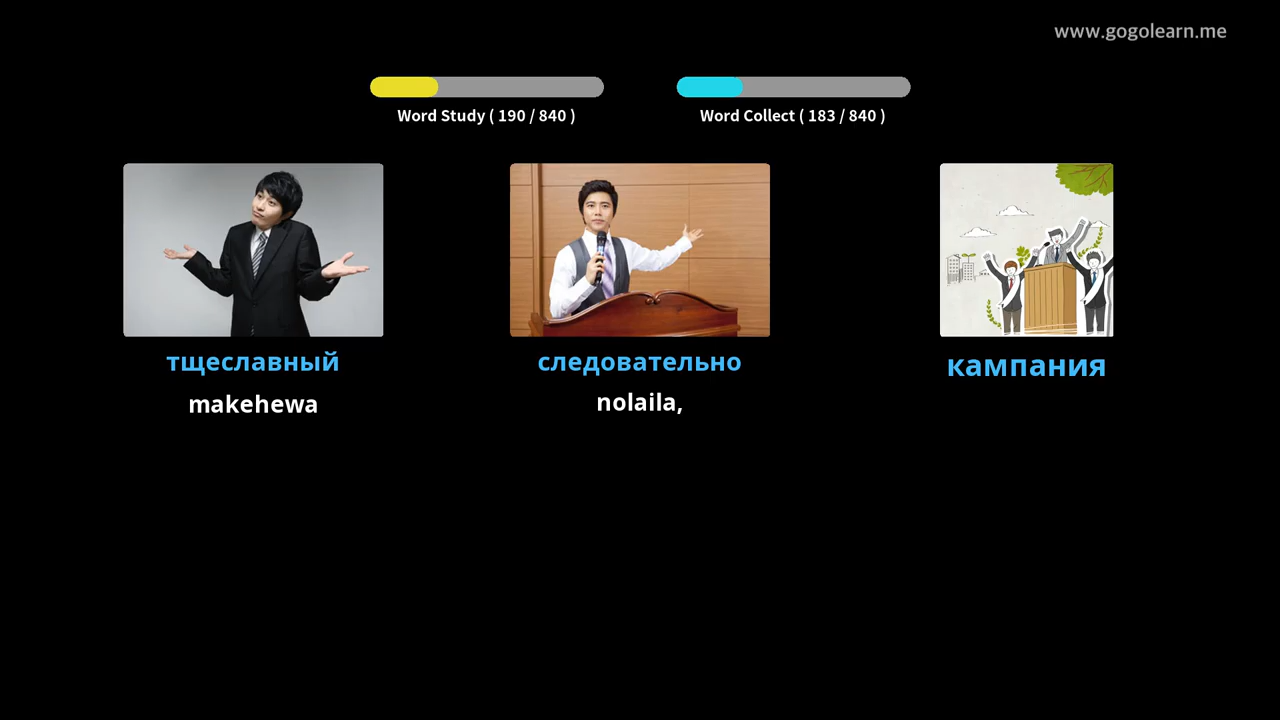 www.gogolearn.me
Word Study ( 190 / 840 )
Word Collect ( 183 / 840 )
тщеславный
makehewa
следовательно
nolaila,
кампания